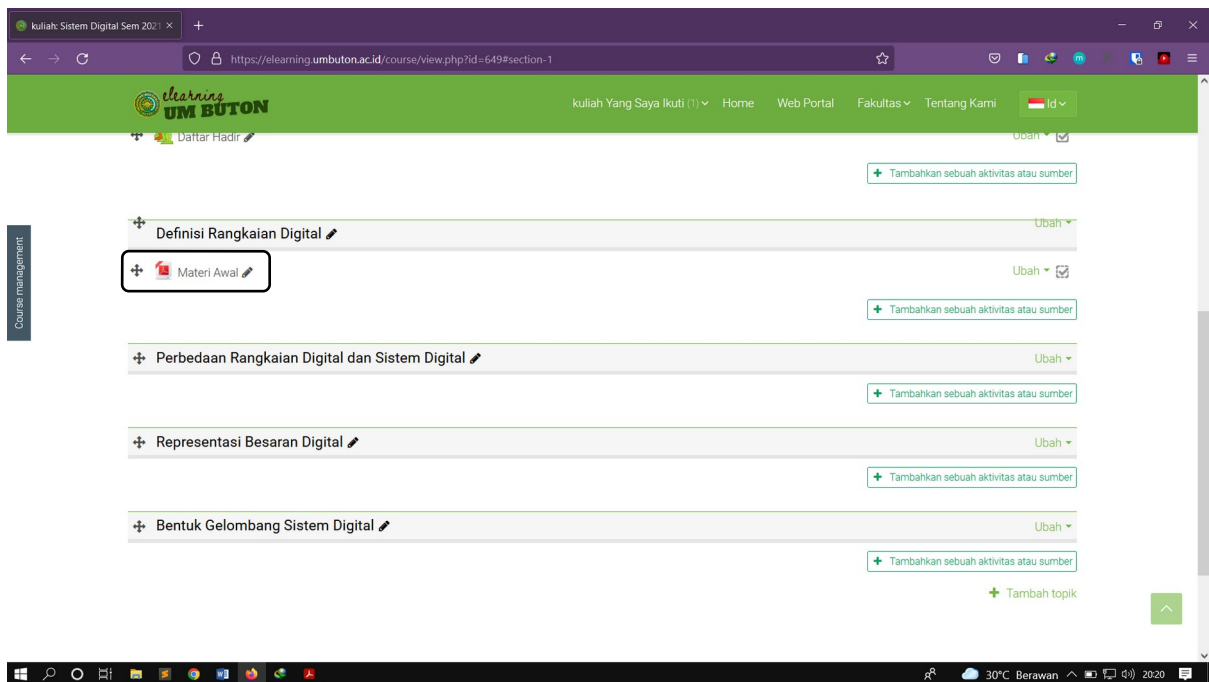 kuliah: Sistem Digital Sem 2021
https://elearning.umbuton.ac.id/course/view.php?id=649#section-1
elearning
UM BUTON
kuliah Yang Saya Ikuti (1) Home Web Portal Fakultas Tentang Kami Id
Daftar Hadir Ubah
+ Tambahkan sebuah aktivitas atau sumber
Definisi Rangkaian Digital Ubah
Course management
Materi Awal Ubah
+ Tambahkan sebuah aktivitas atau sumber
Perbedaan Rangkaian Digital dan Sistem Digital Ubah
+ Tambahkan sebuah aktivitas atau sumber
Representasi Besaran Digital Ubah
+ Tambahkan sebuah aktivitas atau sumber
Bentuk Gelombang Sistem Digital Ubah
+ Tambahkan sebuah aktivitas atau sumber
+ Tambah topik
30°C Berawan 20:20